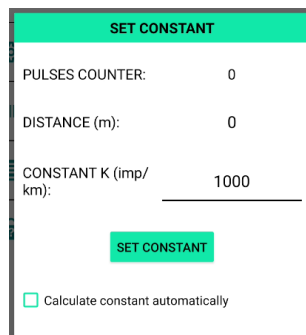 SET CONSTANT
PULSES COUNTER: 0
DISTANCE (m): 0
CONSTANT K (imp/
km): 1000
SET CONSTANT
Calculate constant automatically